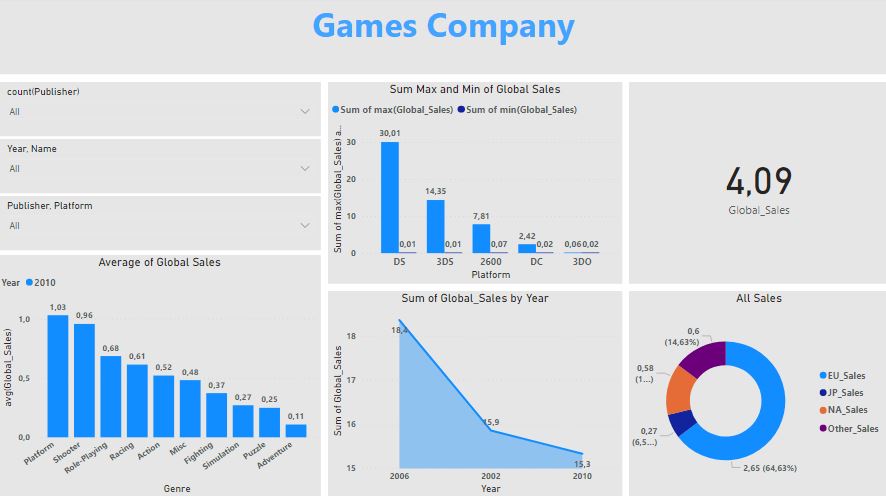 Games Company
count(Publisher)
All
Year, Name
All
Publisher, Platform
All
Average of Global Sales
Year 2010
avg(Global_Sales)
1,0
0,5
0,0
1,03
0,96
0,68
0,61
0,52
0,48
0,37
0,27
0,25
0,11
Platform
Shooter
Role-Playing
Racing
Action
Misc
Fighting
Simulation
Puzzle
Adventure
Genre
Sum Max and Min of Global Sales
Sum of max(Global_Sales) Sum of min(Global_Sales)
Sum of max(Global_Sales) a...
30
20
10
0
30,01
0,01
14,35
0,01
7,81
0,07
2,42
0,02
0,06
0,02
DS 3DS 2600 DC 3DO
Platform
4,09
Global_Sales
Sum of Global_Sales by Year
Sum of Global_Sales
18
17
16
15
18,4
15,9
15,3
2006 2002 2010
Year
All Sales
0,6
(14,63%)
0,58
(1...)
0,27
(6,5...)
2,65 (64,63%)
EU_Sales
JP_Sales
NA_Sales
Other_Sales